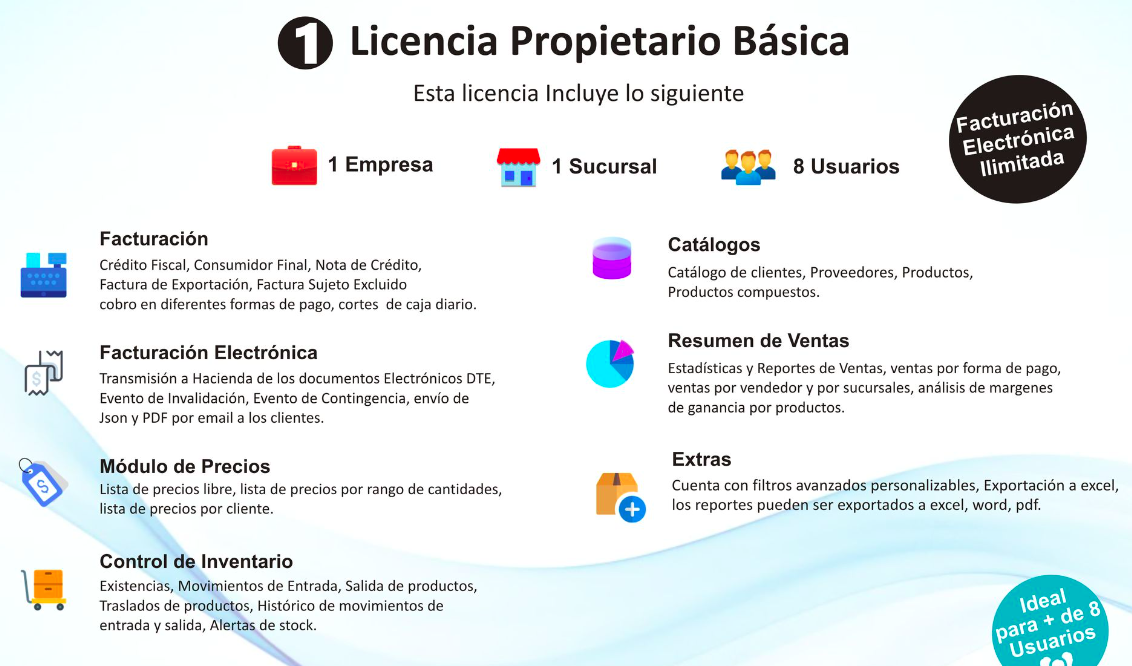 1 Licencia Propietario Básica
Esta licencia Incluye lo siguiente
Facturación
Electrónica
Ilimitada
1 Empresa
1 Sucursal
8 Usuarios
Facturación
Crédito Fiscal, Consumidor Final, Nota de Crédito,
Factura de Exportación, Factura Sujeto Excluido
cobro en diferentes formas de pago, cortes de caja diario.
Facturación Electrónica
Transmisión a Hacienda de los documentos Electrónicos DTE,
Evento de Invalidación, Evento de Contingencia, envío de
Json y PDF por email a los clientes.
Módulo de Precios
Lista de precios libre, lista de precios por rango de cantidades,
lista de precios por cliente.
Control de Inventario
Existencias, Movimientos de Entrada, Salida de productos,
Traslados de productos, Histórico de movimientos de
entrada y salida, Alertas de stock.
Catálogos
Catálogo de clientes, Proveedores, Productos,
Productos compuestos.
Resumen de Ventas
Estadísticas y Reportes de Ventas, ventas por forma de pago,
ventas por vendedor y por sucursales, análisis de margenes
de ganancia por productos.
Extras
Cuenta con filtros avanzados personalizables, Exportación a excel,
los reportes pueden ser exportados a excel, word, pdf.
Ideal
para + de 8
Usuarios